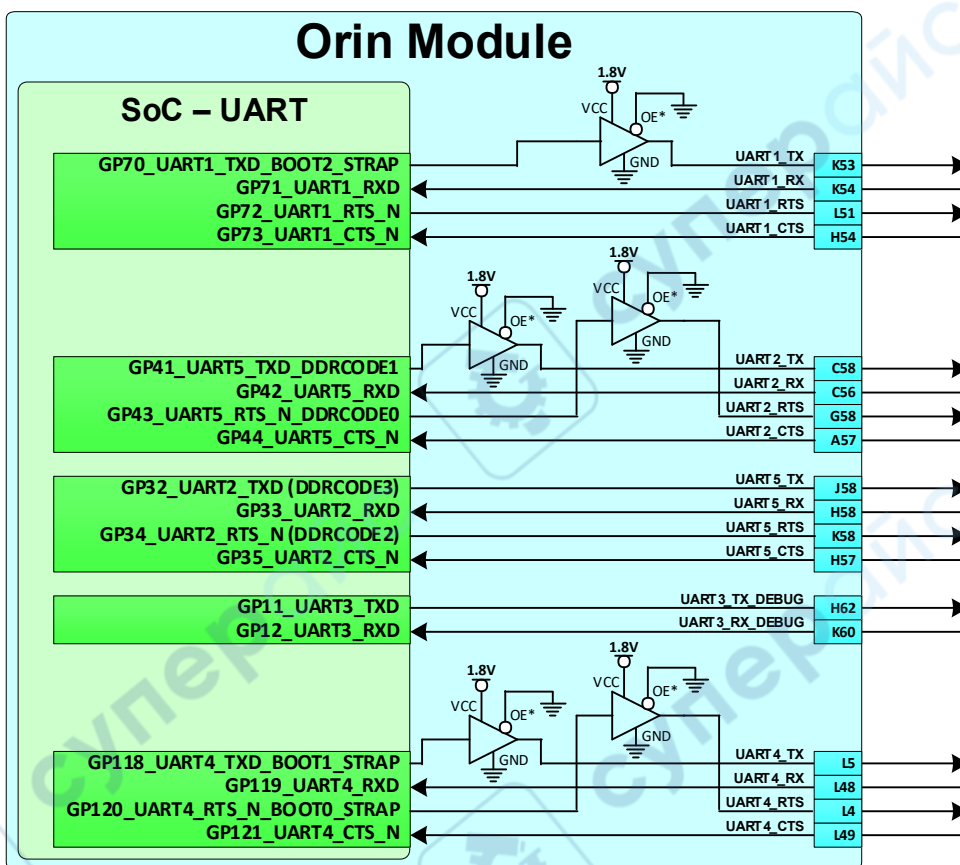 Orin Module
SoC – UART
1.8V
VCC
OE*
GND
GP70_UART1_TXD_BOOT2_STRAP
UART1_TX
K53
GP71_UART1_RXD
UART1_RX
K54
GP72_UART1_RTS_N
UART1_RTS
L51
GP73_UART1_CTS_N
UART1_CTS
H54
1.8V
VCC
OE*
GND
1.8V
VCC
OE*
GND
GP41_UART5_TXD_DDRCODE1
UART2_TX
C58
GP42_UART5_RXD
UART2_RX
C56
GP43_UART5_RTS_N_DDRCODE0
UART2_RTS
G58
GP44_UART5_CTS_N
UART2_CTS
A57
GP32_UART2_TXD (DDRCODE3)
UART5_TX
J58
GP33_UART2_RXD
UART5_RX
H58
GP34_UART2_RTS_N (DDRCODE2)
UART5_RTS
K58
GP35_UART2_CTS_N
UART5_CTS
H57
GP11_UART3_TXD
UART3_TX_DEBUG
H62
GP12_UART3_RXD
UART3_RX_DEBUG
K60
1.8V
VCC
OE*
GND
1.8V
VCC
OE*
GND
GP118_UART4_TXD_BOOT1_STRAP
UART4_TX
L5
GP119_UART4_RXD
UART4_RX
L48
GP120_UART4_RTS_N_BOOT0_STRAP
UART4_RTS
L4
GP121_UART4_CTS_N
UART4_CTS
L49